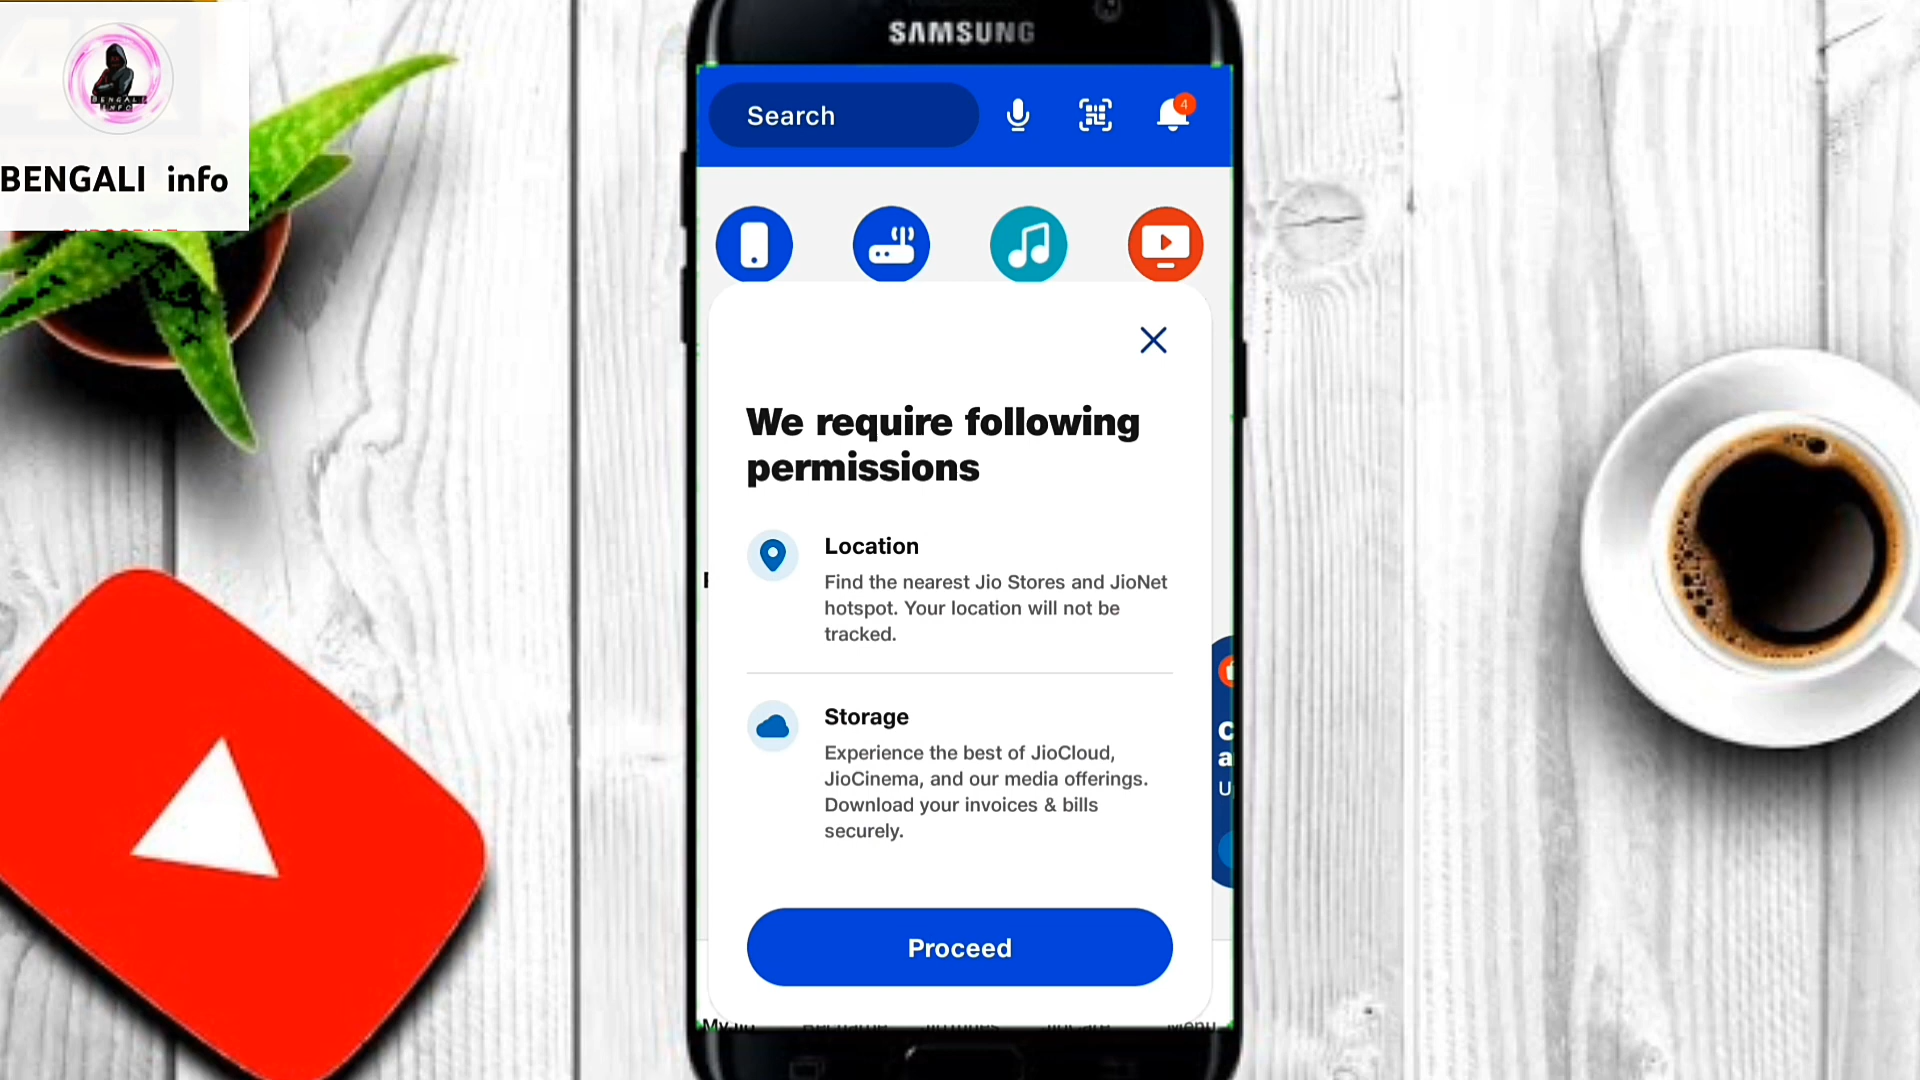 BENGALI info
SAMSUNG
Search
4
We require following
permissions
Location
Find the nearest Jio Stores and JioNet
hotspot. Your location will not be
tracked.
Storage
Experience the best of JioCloud,
JioCinema, and our media offerings.
Download your invoices & bills
securely.
Proceed